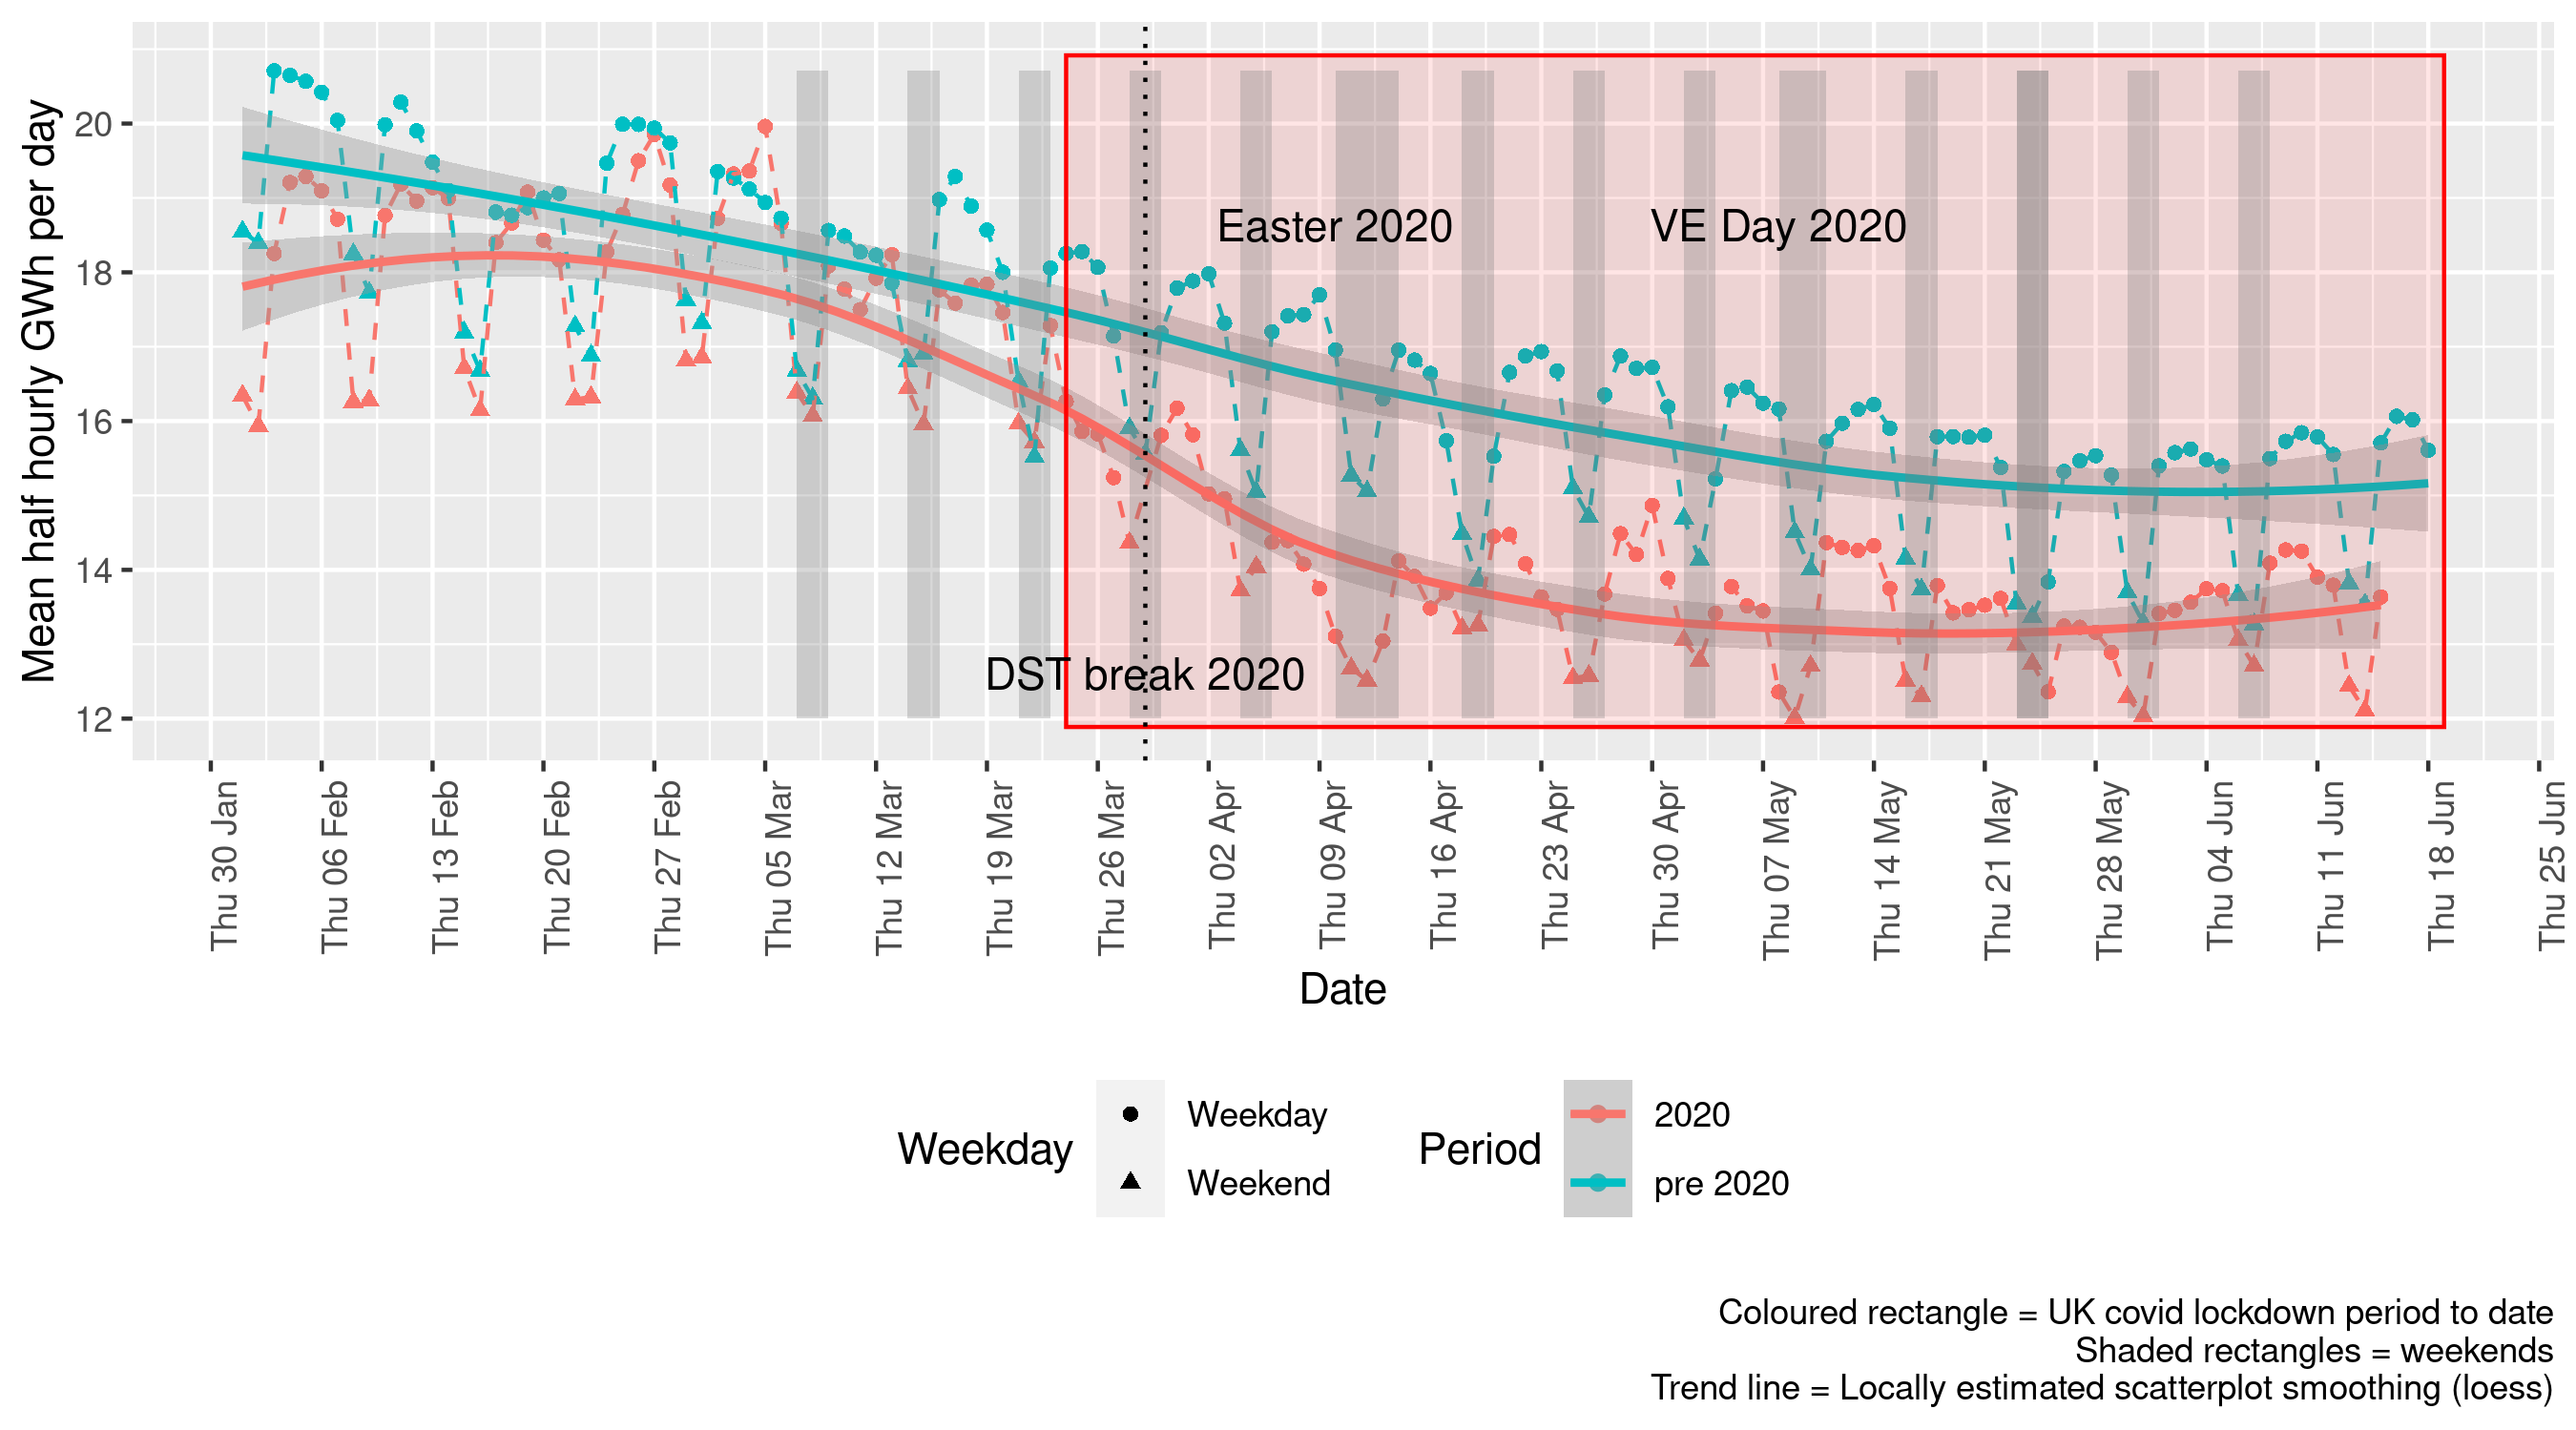 Mean half hourly GWh per day
20
18
16
14
12
Easter 2020
VE Day 2020
DST break 2020
Thu 30 Jan
Thu 06 Feb
Thu 13 Feb
Thu 20 Feb
Thu 27 Feb
Thu 05 Mar
Thu 12 Mar
Thu 19 Mar
Thu 26 Mar
Thu 02 Apr
Thu 09 Apr
Thu 16 Apr
Thu 23 Apr
Thu 30 Apr
Thu 07 May
Thu 14 May
Thu 21 May
Thu 28 May
Thu 04 Jun
Thu 11 Jun
Thu 18 Jun
Thu 25 Jun
Date
Weekday
Weekday
Weekend
Period
2020
pre 2020
Coloured rectangle = UK covid lockdown period to date
Shaded rectangles = weekends
Trend line = Locally estimated scatterplot smoothing (loess)